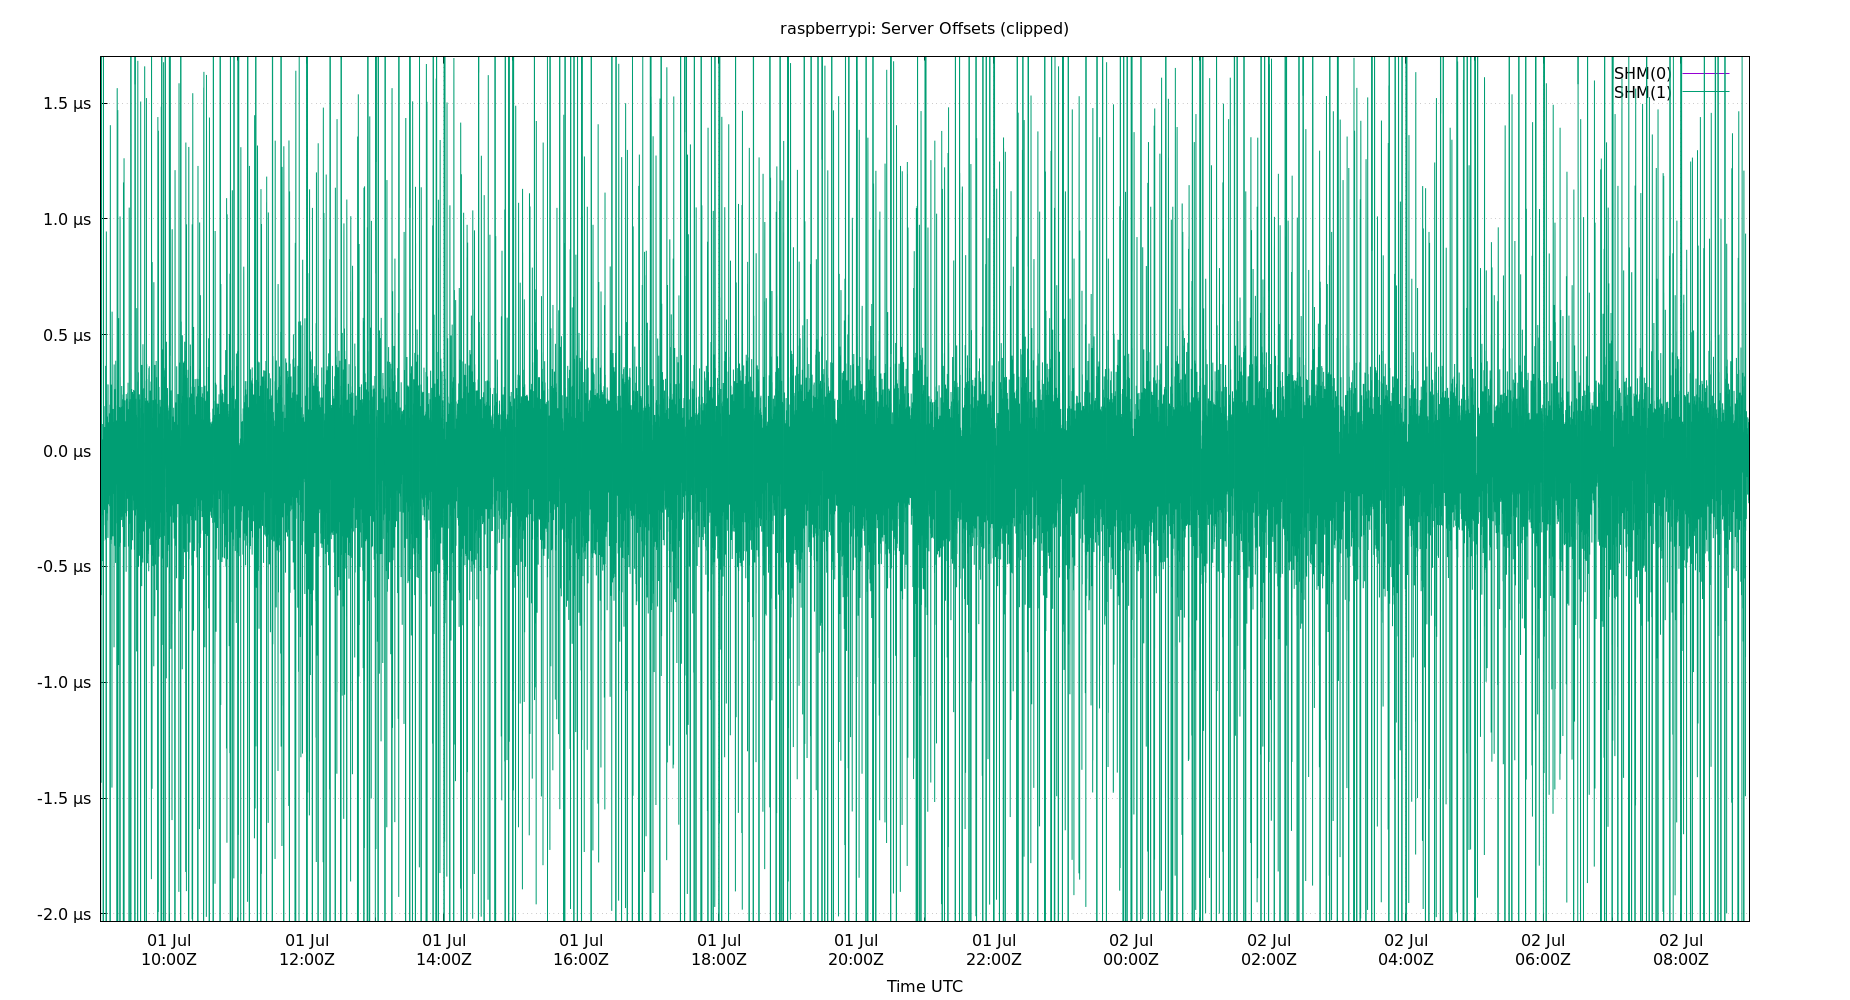 raspberrypi: Server Offsets (clipped)
SHM(0)
SHM(1)
1.5 µs
1.0 µs
0.5 µs
0.0 µs
-0.5 µs
-1.0 µs
-1.5 µs
-2.0 µs
01 Jul 01 Jul 01 Jul 01 Jul 01 Jul 01 Jul 01 Jul 02 Jul 02 Jul 02 Jul 02 Jul 02 Jul
10:00Z 12:00Z 14:00Z 16:00Z 18:00Z 20:00Z 22:00Z 00:00Z 02:00Z 04:00Z 06:00Z 08:00Z
Time UTC